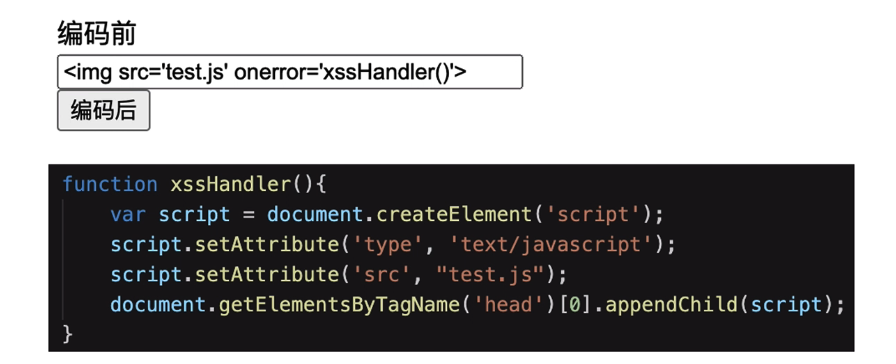 编码前
<img src='test.js' onerror='xssHandler()'>
编码后
function xssHandler(){
    var script = document.createElement('script');
    script.setAttribute('type', 'text/javascript');
    script.setAttribute('src', "test.js");
    document.getElementsByTagName('head')[0].appendChild(script);
}